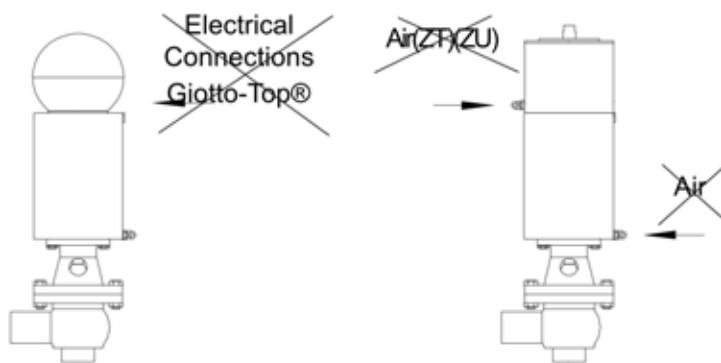 Electrical
Connections
Giotto-Top®
Air(ZT)(ZU)
Air